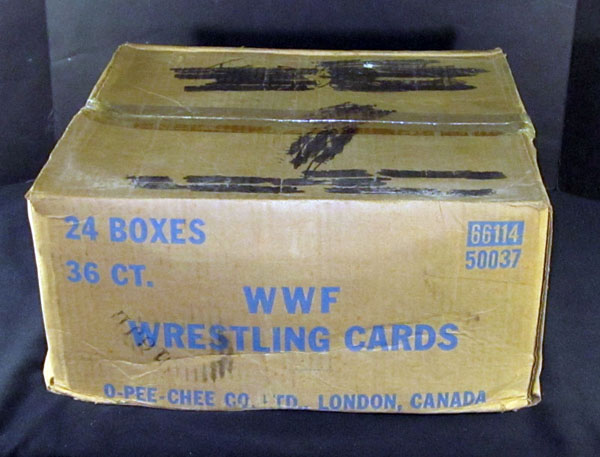 24 BOXES
36 CT.
66114
50037
WWF
WRESTLING CARDS
O-PEE-CHEE CO. LTD., LONDON, CANADA